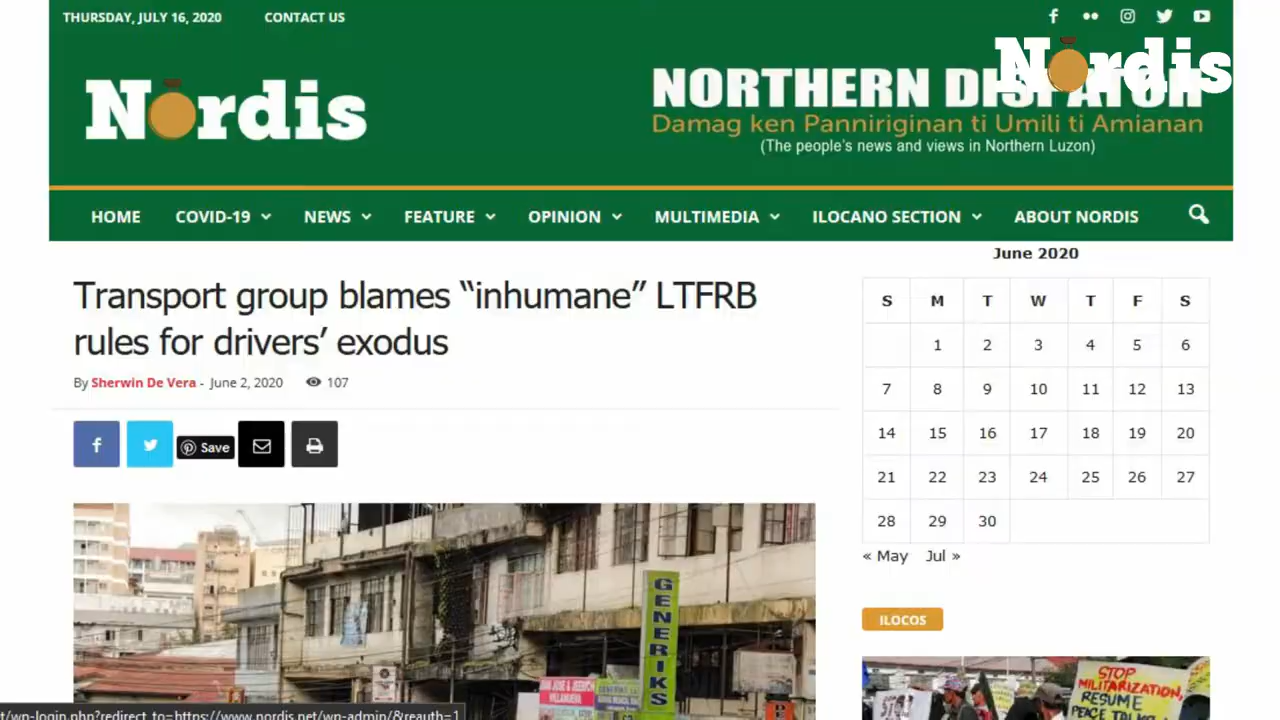 THURSDAY, JULY 16, 2020 CONTACT US
Nordis
Nordis
NORTHERN DISPATCH
Damag ken Panniriginan ti Umili ti Amianan
(The people's news and views in Northern Luzon)
HOME COVID-19 NEWS FEATURE OPINION MULTIMEDIA ILOCANO SECTION ABOUT NORDIS
Transport group blames “inhumane” LTFRB
rules for drivers’ exodus
By Sherwin De Vera - June 2, 2020 107
Save
GENERIKS
June 2020
S M T W T F S
1 2 3 4 5 6
7 8 9 10 11 12 13
14 15 16 17 18 19 20
21 22 23 24 25 26 27
28 29 30
« May Jul »
ILOCOS
STOP
MILITARIZATION,
RESUME
PEACE TALKS
t/wp-login.php?redirect_to=https://www.nordis.net/wp-admin/&reauth=1